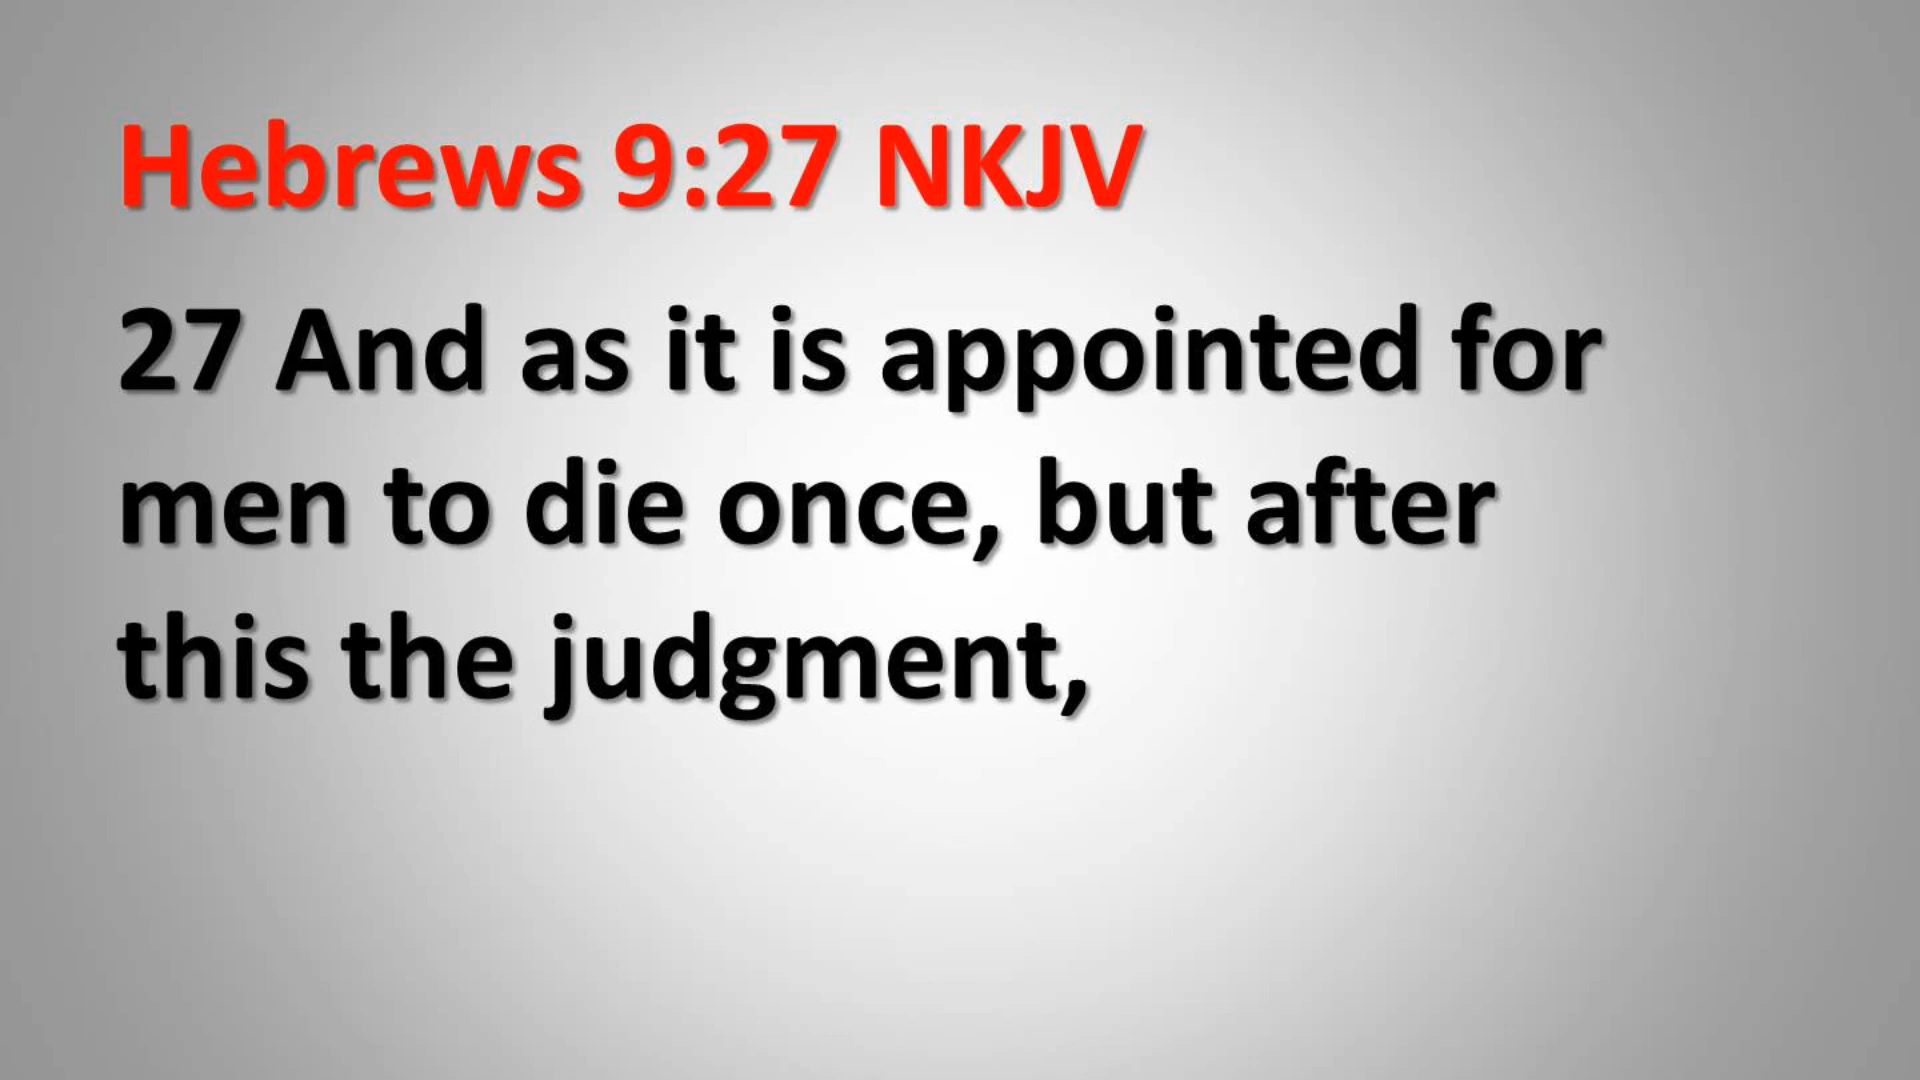 Hebrews 9:27 NKJV
27 And as it is appointed for
men to die once, but after
this the judgment,